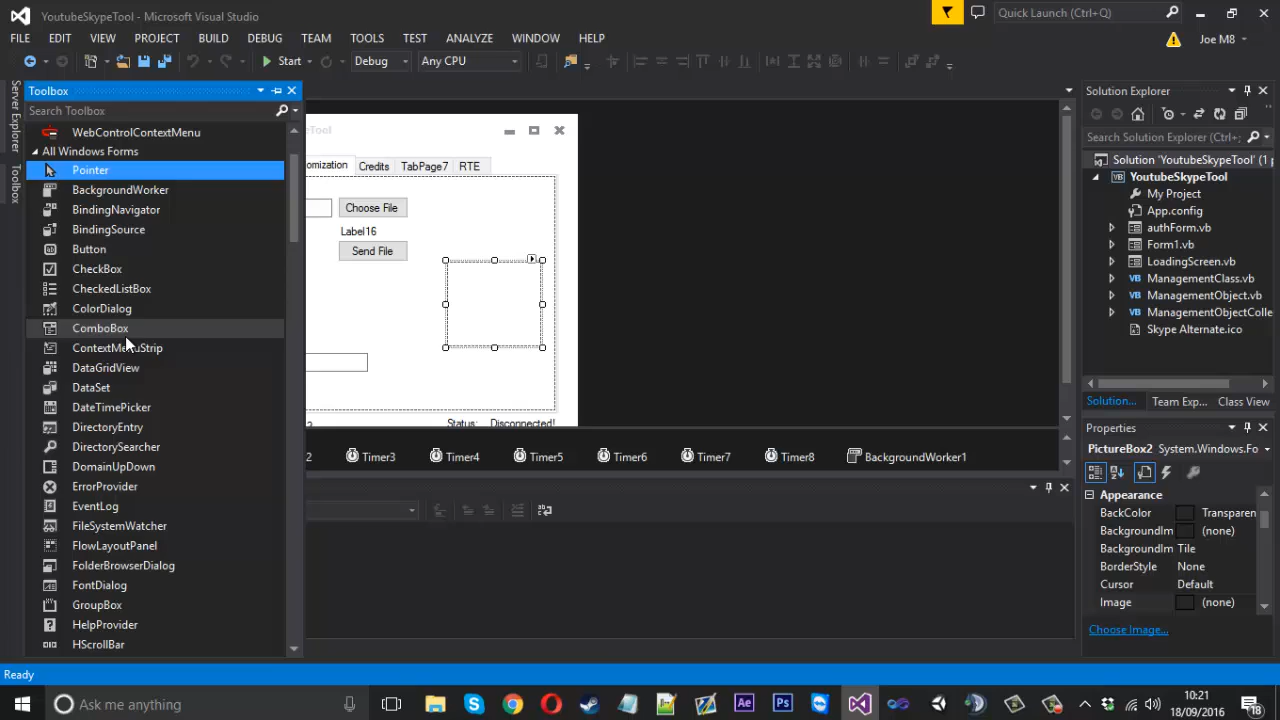 YoutubeSkypeTool - Microsoft Visual Studio
Quick Launch (Ctrl+Q)
FILE EDIT VIEW PROJECT BUILD DEBUG TEAM TOOLS TEST ANALYZE WINDOW HELP
Joe M8
Start Debug Any CPU
Server Explorer
Toolbox
Toolbox
Search Toolbox
WebControlContextMenu
All Windows Forms
Pointer
BackgroundWorker
BindingNavigator
BindingSource
Button
CheckBox
CheckedListBox
ColorDialog
ComboBox
ContextMenuStrip
DataGridView
DataSet
DateTimePicker
DirectoryEntry
DirectorySearcher
DomainUpDown
ErrorProvider
EventLog
FileSystemWatcher
FlowLayoutPanel
FolderBrowserDialog
FontDialog
GroupBox
HelpProvider
HScrollBar
eTool
omization Credits TabPage7 RTE
Choose File
Label16
Send File
Status: Disconnected!
2 Timer3 Timer4 Timer5 Timer6 Timer7 Timer8 BackgroundWorker1
Solution Explorer
Search Solution Explorer
Solution 'YoutubeSkypeTool' (1 p
YoutubeSkypeTool
My Project
App.config
authForm.vb
Form1.vb
ManagementClass.vb
ManagementObject.vb
ManagementObjectColle
Skype Alternate.ico
Solution... Team Exp... Class View
Properties
PictureBox2 System.Windows.Fo
Appearance
BackColor Transparen
BackgroundIm (none)
BackgroundIm Tile
BorderStyle None
Cursor Default
Image (none)
Choose Image...
Ready
Ask me anything
10:21
18/09/2016